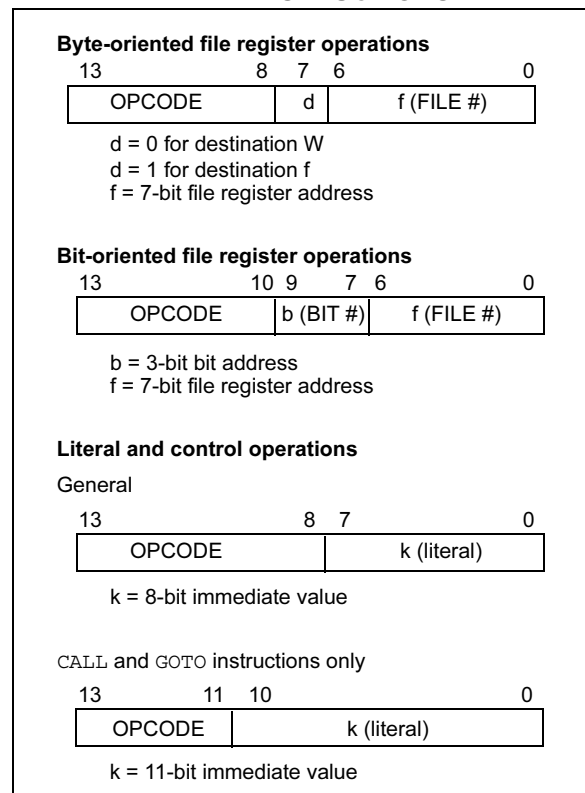 Byte-oriented file register operations
13 8 7 6 0
OPCODE d f (FILE #)
d = 0 for destination W
d = 1 for destination f
f = 7-bit file register address
Bit-oriented file register operations
13 10 9 7 6 0
OPCODE b (BIT #) f (FILE #)
b = 3-bit bit address
f = 7-bit file register address
Literal and control operations
General
13 8 7 0
OPCODE k (literal)
k = 8-bit immediate value
CALL and GOTO instructions only
13 11 10 0
OPCODE k (literal)
k = 11-bit immediate value